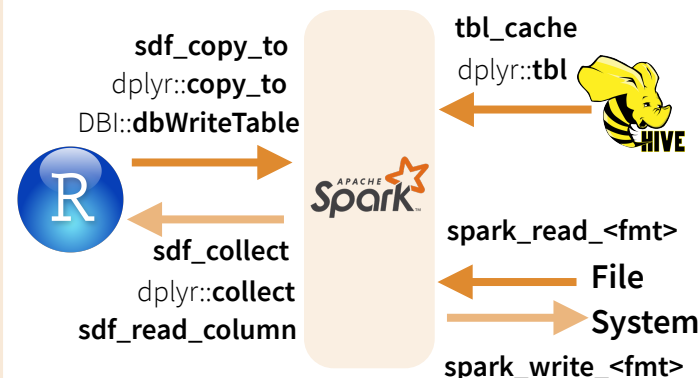 sdf_copy_to
dplyr::copy_to
DBI::dbWriteTable
R
sdf_collect
dplyr::collect
sdf_read_column
APACHE
Spark™
tbl_cache
dplyr::tbl
HIVE
spark_read_<fmt>
File
System
spark_write_<fmt>